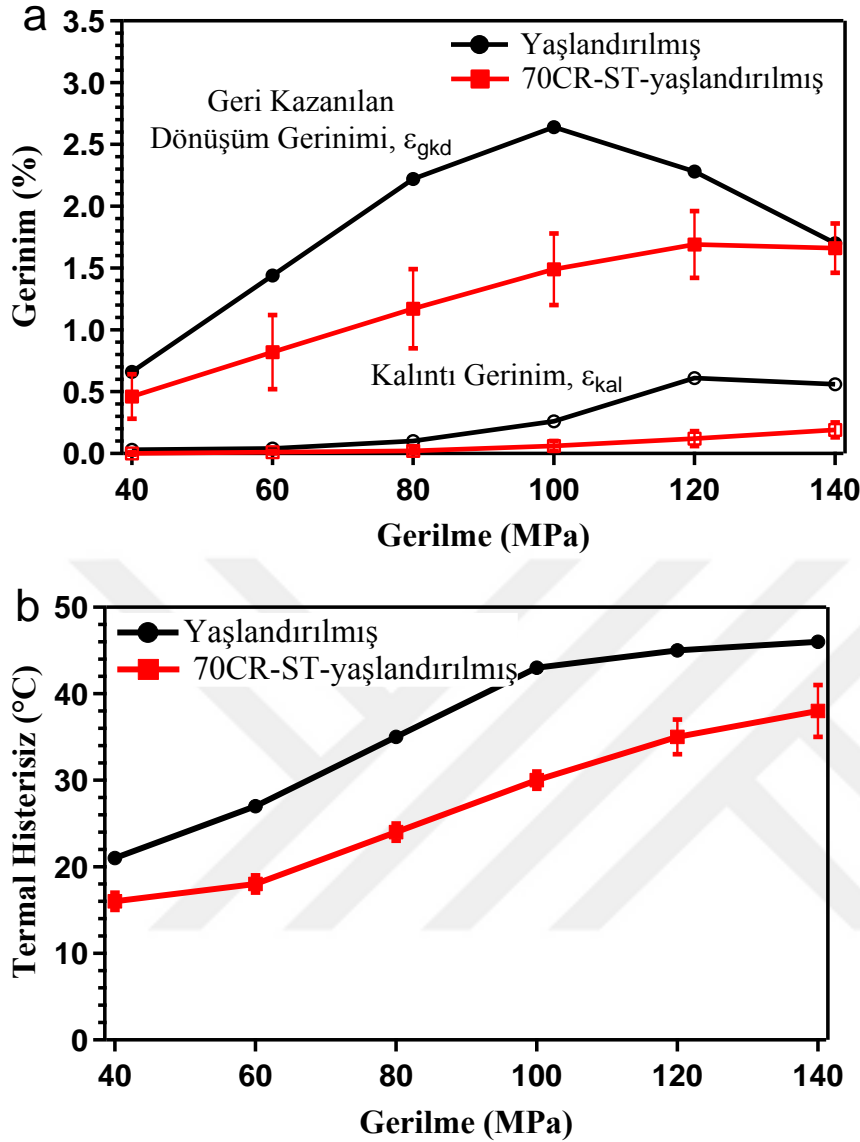 a
3.5
3.0
2.5
2.0
1.5
1.0
0.5
0.0
Gerinim (%)
Yaşlandırılmış
70CR-ST-yaşlandırılmış
Geri Kazanılan
Dönüşüm Gerinimi, εgkd
Kalıntı Gerinim, εkal
40 60 80 100 120 140
Gerilme (MPa)
b
50
40
30
20
10
0
Termal Histerisiz (°C)
Yaşlandırılmış
70CR-ST-yaşlandırılmış
40 60 80 100 120 140
Gerilme (MPa)